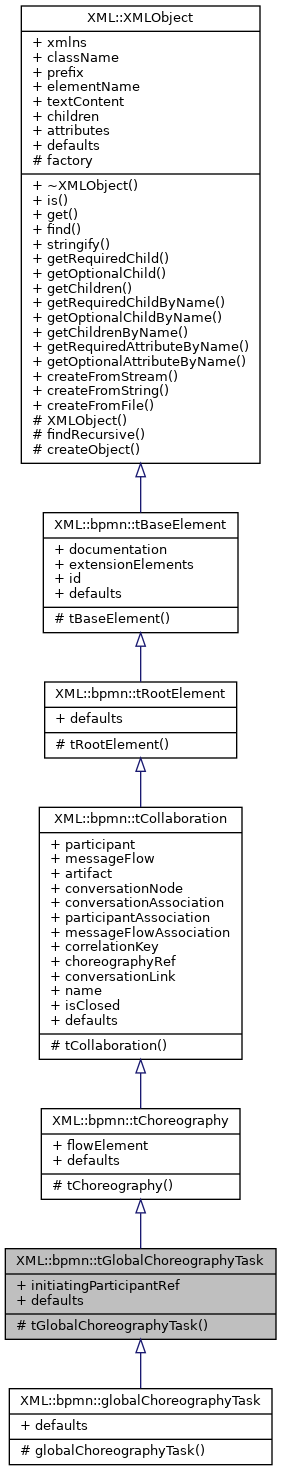 XML::XMLObject
+ xmlns
+ className
+ prefix
+ elementName
+ textContent
+ children
+ attributes
+ defaults
# factory
+ ~XMLObject()
+ is()
+ get()
+ find()
+ stringify()
+ getRequiredChild()
+ getOptionalChild()
+ getChildren()
+ getRequiredChildByName()
+ getOptionalChildByName()
+ getChildrenByName()
+ getRequiredAttributeByName()
+ getOptionalAttributeByName()
+ createFromStream()
+ createFromString()
+ createFromFile()
# XMLObject()
# findRecursive()
# createObject()
XML::bpmn::tBaseElement
+ documentation
+ extensionElements
+ id
+ defaults
# tBaseElement()
XML::bpmn::tRootElement
+ defaults
# tRootElement()
XML::bpmn::tCollaboration
+ participant
+ messageFlow
+ artifact
+ conversationNode
+ conversationAssociation
+ participantAssociation
+ messageFlowAssociation
+ correlationKey
+ choreographyRef
+ conversationLink
+ name
+ isClosed
+ defaults
# tCollaboration()
XML::bpmn::tChoreography
+ flowElement
+ defaults
# tChoreography()
XML::bpmn::tGlobalChoreographyTask
+ initiatingParticipantRef
+ defaults
# tGlobalChoreographyTask()
XML::bpmn::globalChoreographyTask
+ defaults
# globalChoreographyTask()